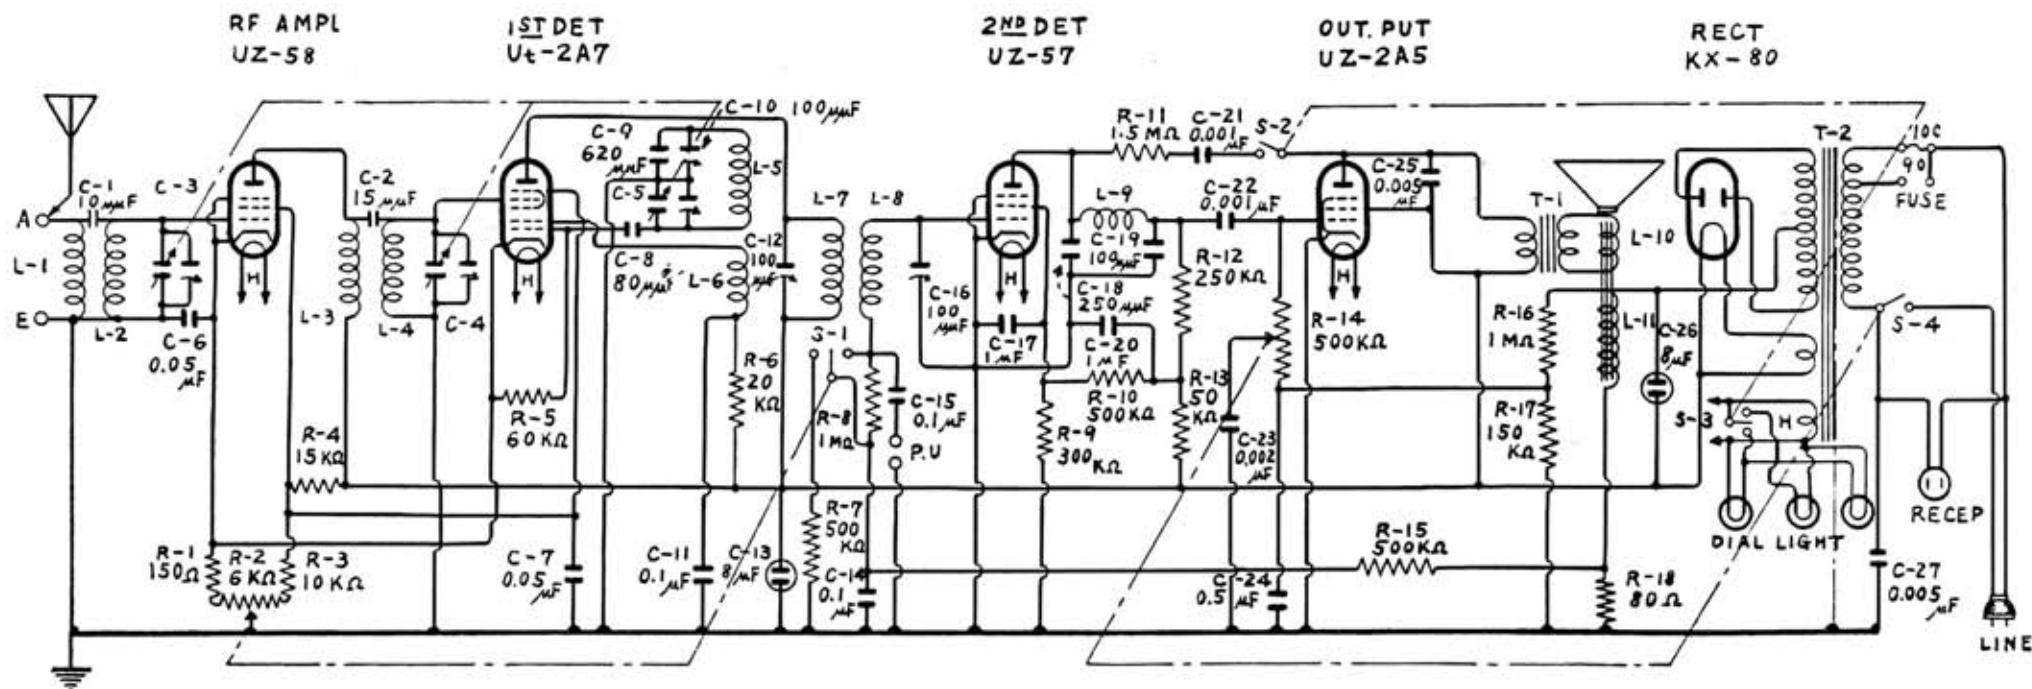 RF AMPL
UZ-58
1ST DET
Ut-2A7
2ND DET
UZ-57
OUT. PUT
UZ-2A5
RECT
KX-80
A
E
L-1
C-1
10μμF
L-2
C-3
C-6
0.05
μF
H
L-3
C-2
15μμF
L-4
C-4
R-4
15KΩ
R-1
150Ω
R-2
6KΩ
R-3
10KΩ
H
R-5
60KΩ
C-7
0.05
μF
C-9
620
μμF
C-10 100μμF
C-5
L-5
C-8
80μμF
L-6
C-12
100
μμF
R-6
20
KΩ
C-11
0.1μF
C-13
8μF
L-7
L-8
S-1
R-8
1MΩ
R-7
500
KΩ
C-14
0.1
μF
C-15
0.1μF
P.U
C-16
100
μμF
H
C-17
1μF
R-11
1.5MΩ
C-21
0.001
μF
S-2
L-9
C-19
100μμF
C-18
250μμF
C-20
1μF
R-10
500KΩ
R-9
300
KΩ
C-22
0.001μF
R-12
250KΩ
R-13
50
KΩ
C-23
0.002
μF
C-24
0.5μF
R-14
500KΩ
H
C-25
0.005
μF
R-15
500KΩ
T-1
L-10
L-11
R-16
1MΩ
R-17
150
KΩ
R-18
80Ω
C-26
8μF
T-2
100
90
FUSE
S-4
S-3
H
DIAL LIGHT
RECEP
C-27
0.005
μF
LINE